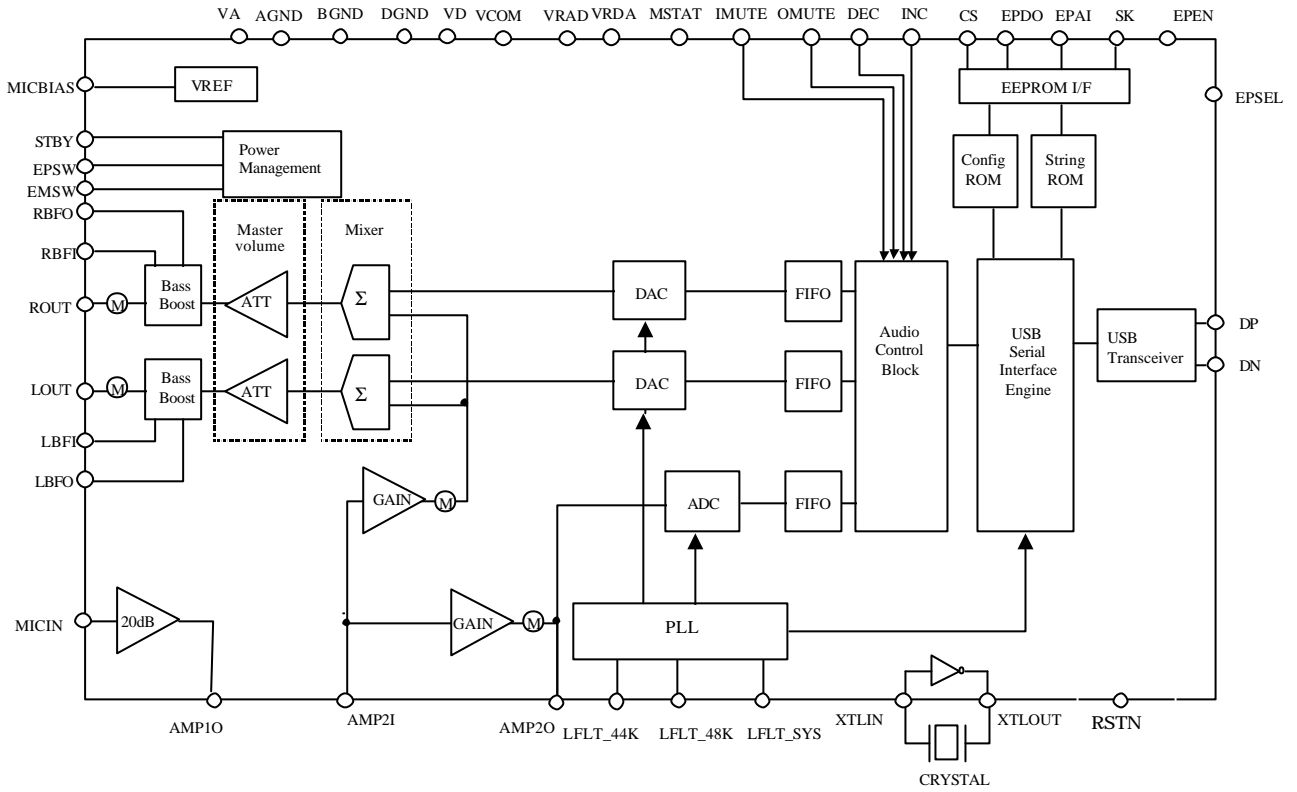 VA AGND BGND DGND VD VCOM VRAD VRDA MSTAT IMUTE OMUTE DEC INC CS EPDO EPAI SK EPEN
MICBIAS
VREF
EEPROM I/F
EPSEL
STBY
EPSW
EMSW
Power
Management
Config
ROM
String
ROM
RBFO
RBFI
ROUT
M
Bass
Boost
Master
volume
ATT
Mixer
Σ
DAC
FIFO
Audio
Control
Block
USB
Serial
Interface
Engine
USB
Transceiver
DP
DN
LOUT
M
Bass
Boost
ATT
Σ
DAC
FIFO
LBFI
LBFO
GAIN
M
ADC
FIFO
MICIN
20dB
GAIN
M
PLL
AMP1O
AMP2I
AMP2O
LFLT_44K
LFLT_48K
LFLT_SYS
XTLIN
XTLOUT
RSTN
CRYSTAL